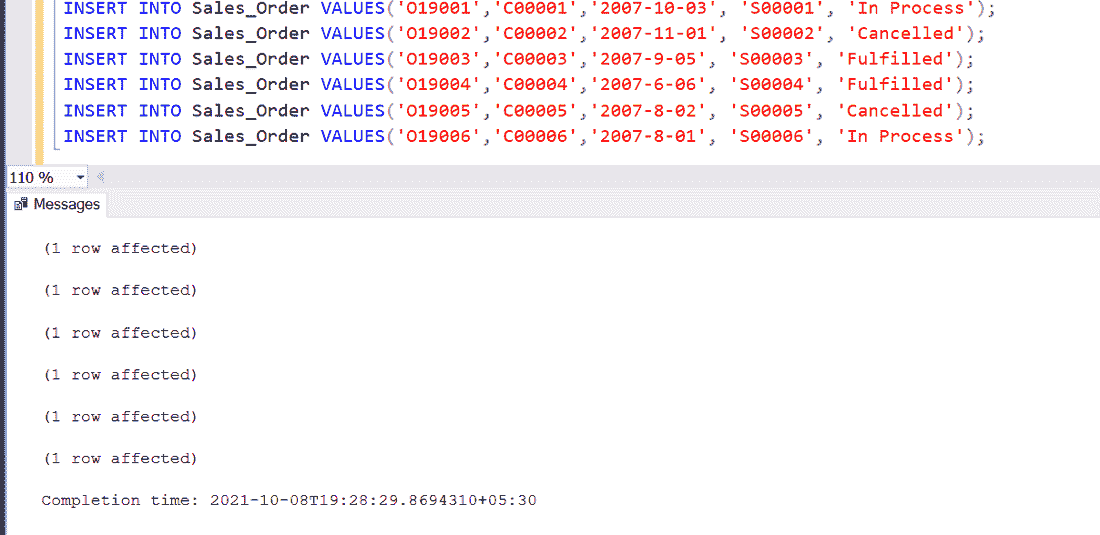 INSERT INTO Sales_Order VALUES('O19001','C00001','2007-10-03', 'S00001', 'In Process');
INSERT INTO Sales_Order VALUES('O19002','C00002','2007-11-01', 'S00002', 'Cancelled');
INSERT INTO Sales_Order VALUES('O19003','C00003','2007-9-05', 'S00003', 'Fulfilled');
INSERT INTO Sales_Order VALUES('O19004','C00004','2007-6-06', 'S00004', 'Fulfilled');
INSERT INTO Sales_Order VALUES('O19005','C00005','2007-8-02', 'S00005', 'Cancelled');
INSERT INTO Sales_Order VALUES('O19006','C00006','2007-8-01', 'S00006', 'In Process');
110 %
Messages
(1 row affected)
(1 row affected)
(1 row affected)
(1 row affected)
(1 row affected)
(1 row affected)
Completion time: 2021-10-08T19:28:29.8694310+05:30